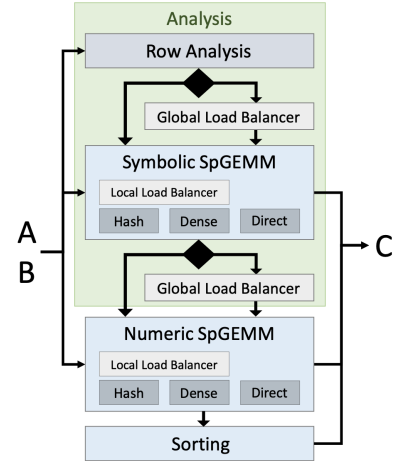 Analysis
Row Analysis
Global Load Balancer
Symbolic SpGEMM
Local Load Balancer
Hash Dense Direct
A
B
C
Global Load Balancer
Numeric SpGEMM
Local Load Balancer
Hash Dense Direct
Sorting